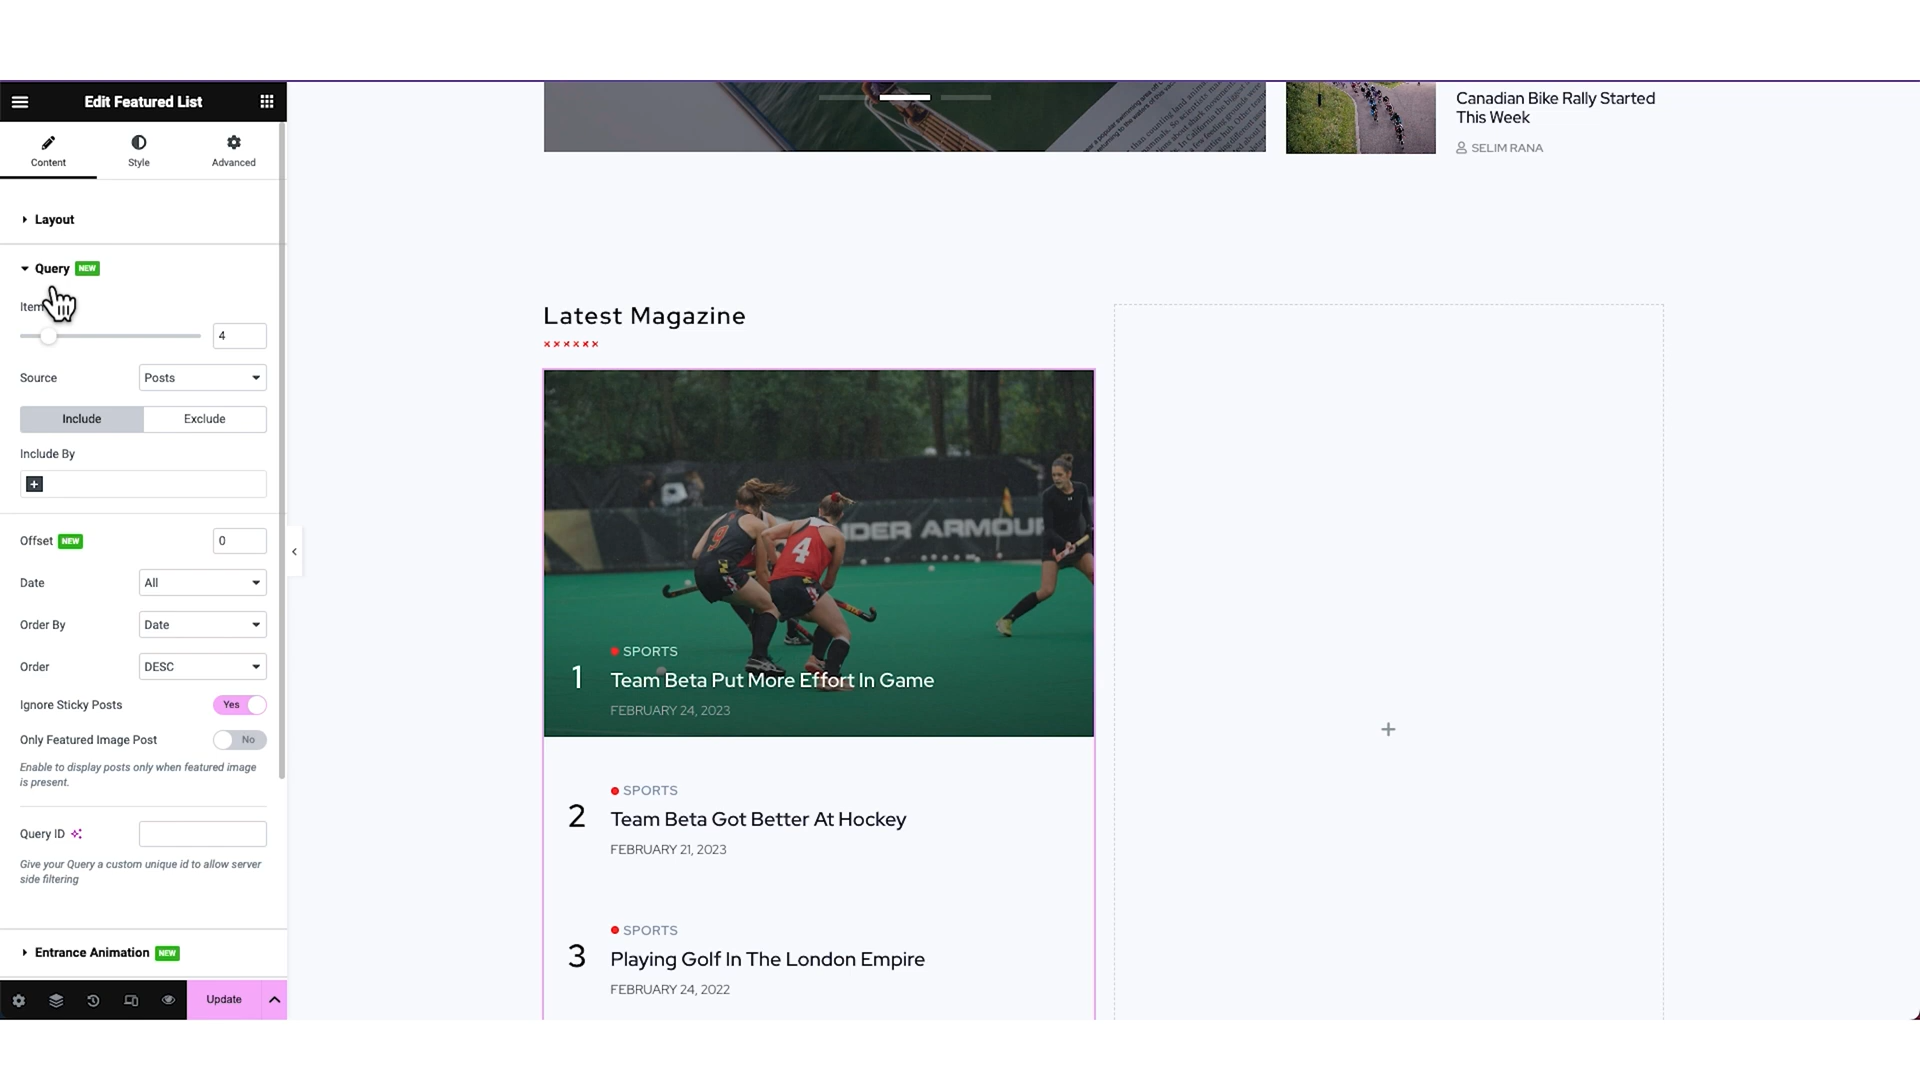 Edit Featured List
Content
Style
Advanced
Layout
Query NEW
Item
4
Source
Posts
Include
Exclude
Include By
Offset NEW
0
Date
All
Order By
Date
Order
DESC
Ignore Sticky Posts
Yes
Only Featured Image Post
No
Enable to display posts only when featured image
is present.
Query ID
Give your Query a custom unique id to allow server
side filtering
Entrance Animation NEW
Update
Canadian Bike Rally Started
This Week
SELIM RANA
Latest Magazine
UNDER ARMOUR
4
1
SPORTS
Team Beta Put More Effort In Game
FEBRUARY 24, 2023
2
SPORTS
Team Beta Got Better At Hockey
FEBRUARY 21, 2023
3
SPORTS
Playing Golf In The London Empire
FEBRUARY 24, 2022